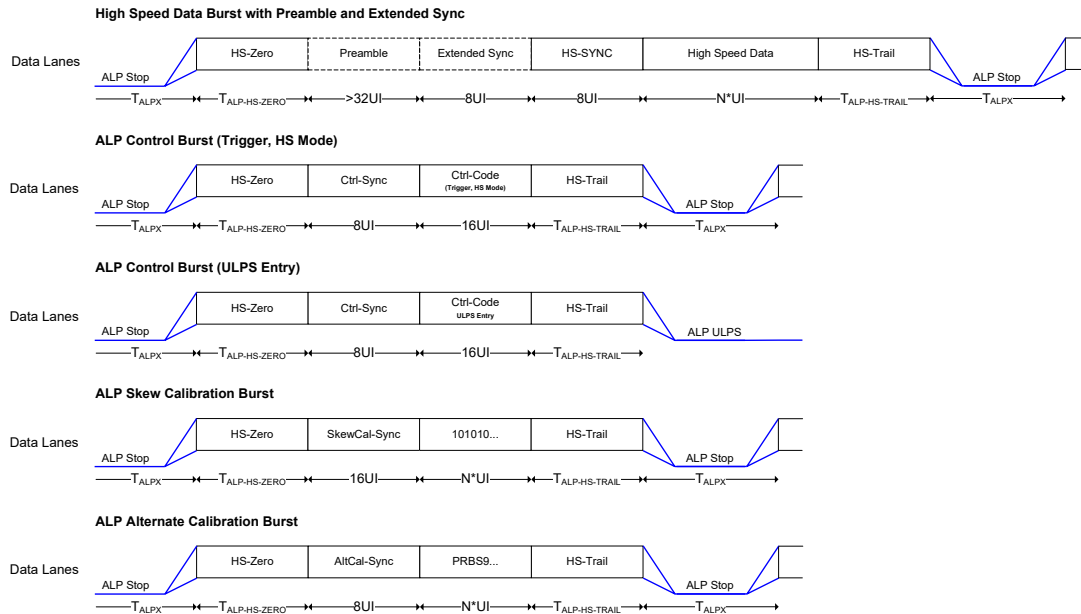 High Speed Data Burst with Preamble and Extended Sync
Data Lanes
HS-Zero Preamble Extended Sync HS-SYNC High Speed Data HS-Trail
ALP Stop ALP Stop
TALPX TALP-HS-ZERO >32UI 8UI 8UI N*UI TALP-HS-TRAIL TALPX
ALP Control Burst (Trigger, HS Mode)
Data Lanes
HS-Zero Ctrl-Sync Ctrl-Code HS-Trail
(Trigger, HS Mode)
ALP Stop ALP Stop
TALPX TALP-HS-ZERO 8UI 16UI TALP-HS-TRAIL TALPX
ALP Control Burst (ULPS Entry)
Data Lanes
HS-Zero Ctrl-Sync Ctrl-Code HS-Trail
ULPS Entry
ALP Stop ALP ULPS
TALPX TALP-HS-ZERO 8UI 16UI TALP-HS-TRAIL
ALP Skew Calibration Burst
Data Lanes
HS-Zero SkewCal-Sync 101010... HS-Trail
ALP Stop ALP Stop
TALPX TALP-HS-ZERO 16UI N*UI TALP-HS-TRAIL TALPX
ALP Alternate Calibration Burst
Data Lanes
HS-Zero AltCal-Sync PRBS9... HS-Trail
ALP Stop ALP Stop
TALPX TALP-HS-ZERO 8UI N*UI TALP-HS-TRAIL TALPX